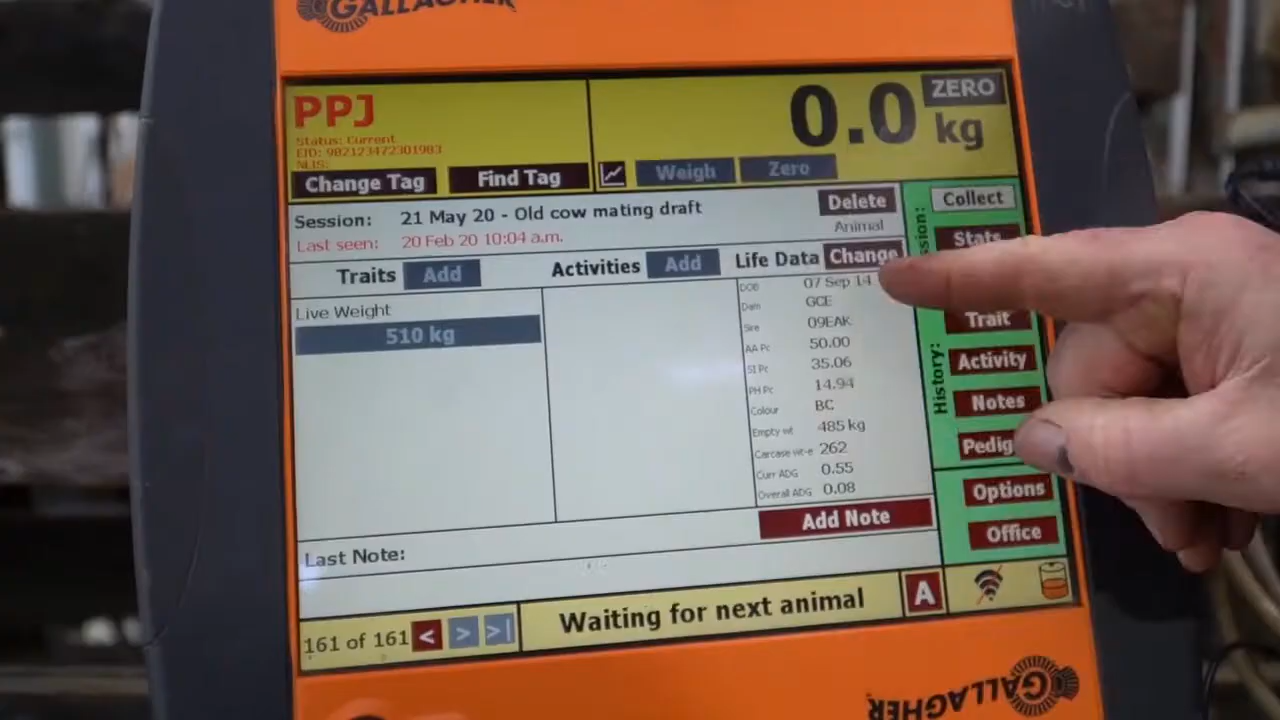 GALLAGHER
PPJ
Status: Current
EID: 982123472301983
NLIS:
Change Tag
Find Tag
0.0 kg
ZERO
Weigh
Zero
Session: 21 May 20 - Old cow mating draft
Last seen: 20 Feb 20 10:04 a.m.
Delete
Animal
Traits Add
Activities Add
Life Data Change
Live Weight
510 kg
DOB 07 Sep 14
Dam GCE
Sire 09EAK
AA Pc 50.00
SI Pc 35.06
PH Pc 14.94
Colour BC
Empty wt 485 kg
Carcase wt-e 262
Curr ADG 0.55
Overall ADG 0.08
Add Note
Last Note:
Collect
Stats
History:
Trait
Activity
Notes
Options
Office
161 of 161 < > >|
Waiting for next animal
A
GALLAGHER